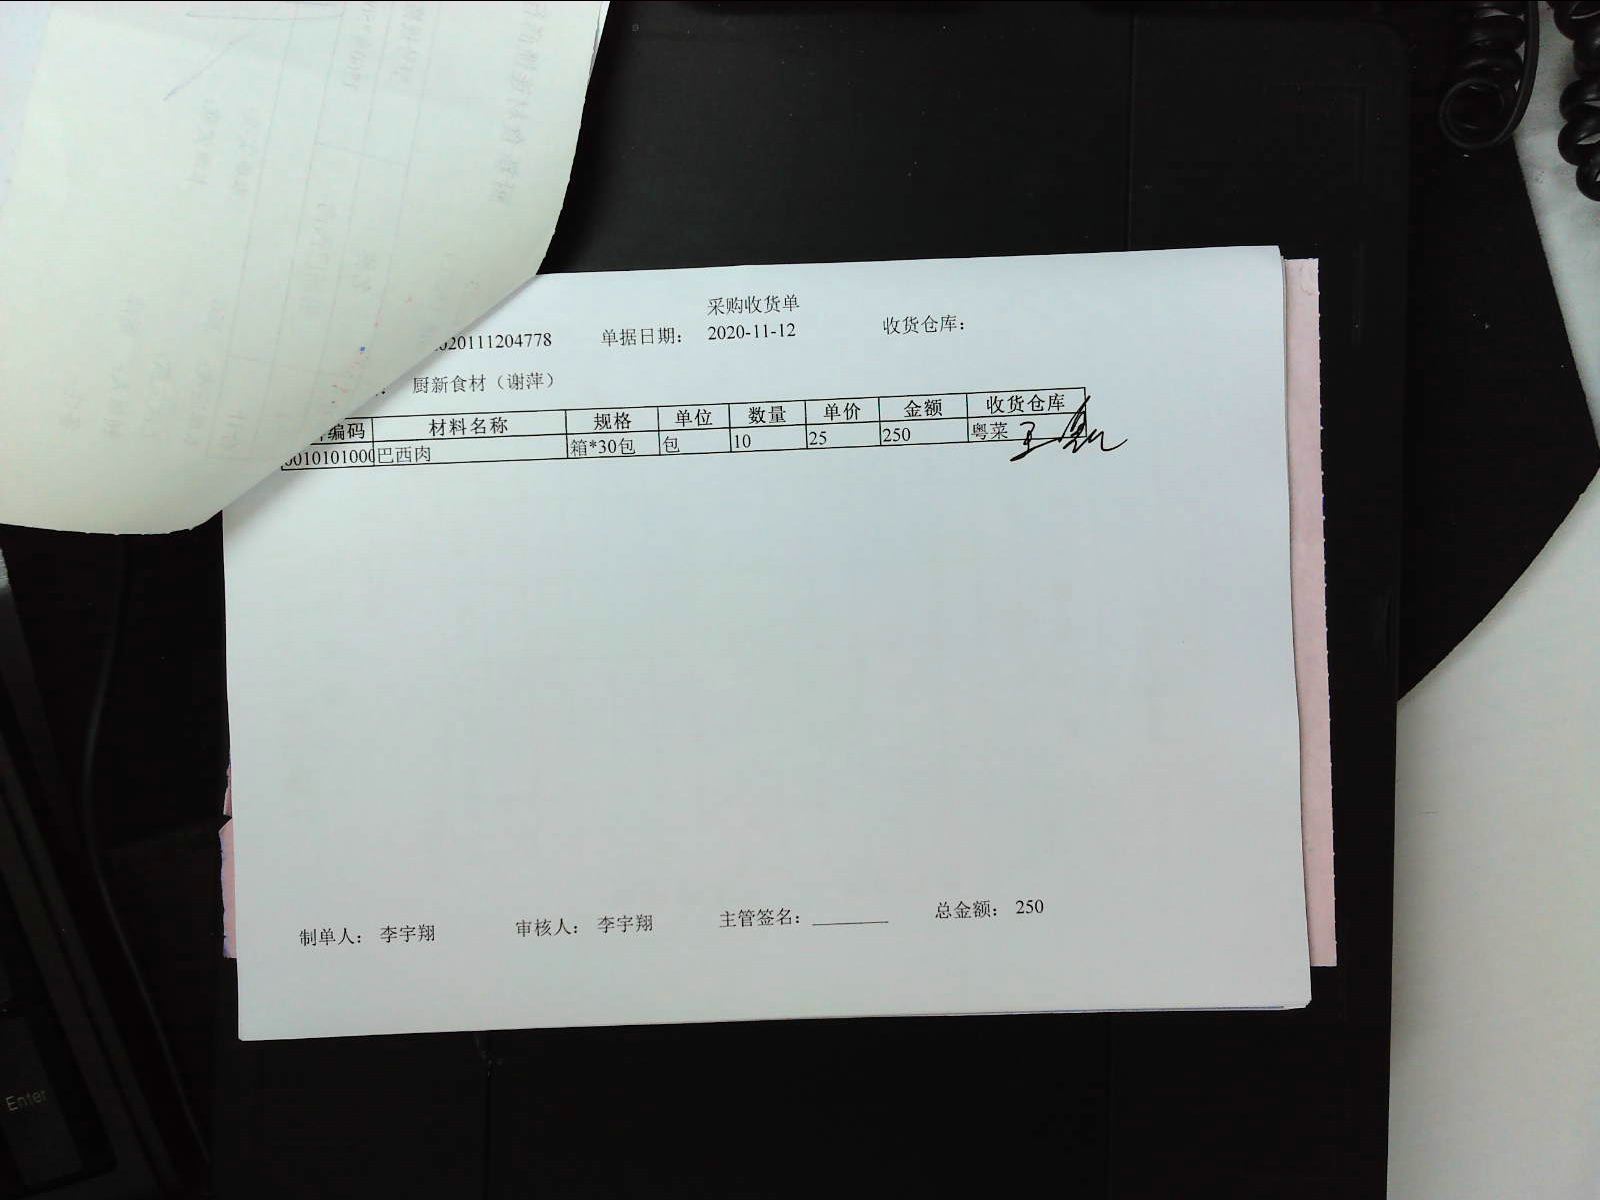 采购收货单
020111204778 单据日期： 2020-11-12 收货仓库：
厨新食材（谢萍）
编码 材料名称 规格 单位 数量 单价 金额 收货仓库
0010101000 巴西肉 箱*30包 包 10 25 250 粤菜
制单人： 李宇翔 审核人： 李宇翔 主管签名： 总金额： 250
Enter